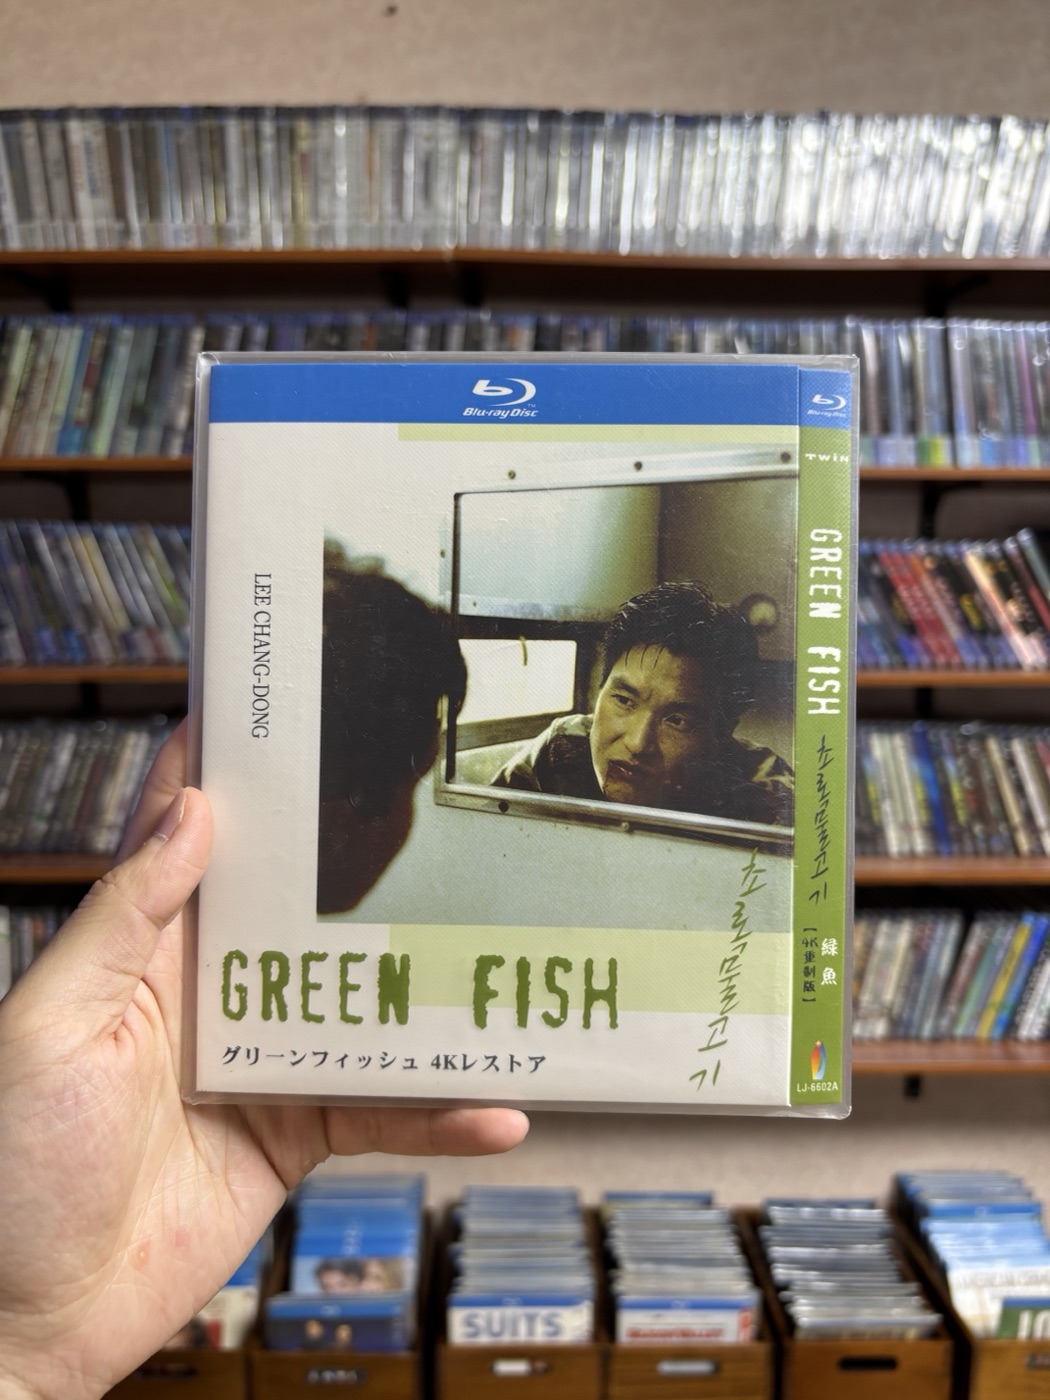 Blu-ray Disc
LEE CHANG-DONG
초록물고기
GREEN FISH
グリーンフィッシュ 4Kレストア
Blu-ray Disc
TWIN
GREEN FISH
초록물고기
緑魚
【4K重制版】
LJ-6602A
SUITS